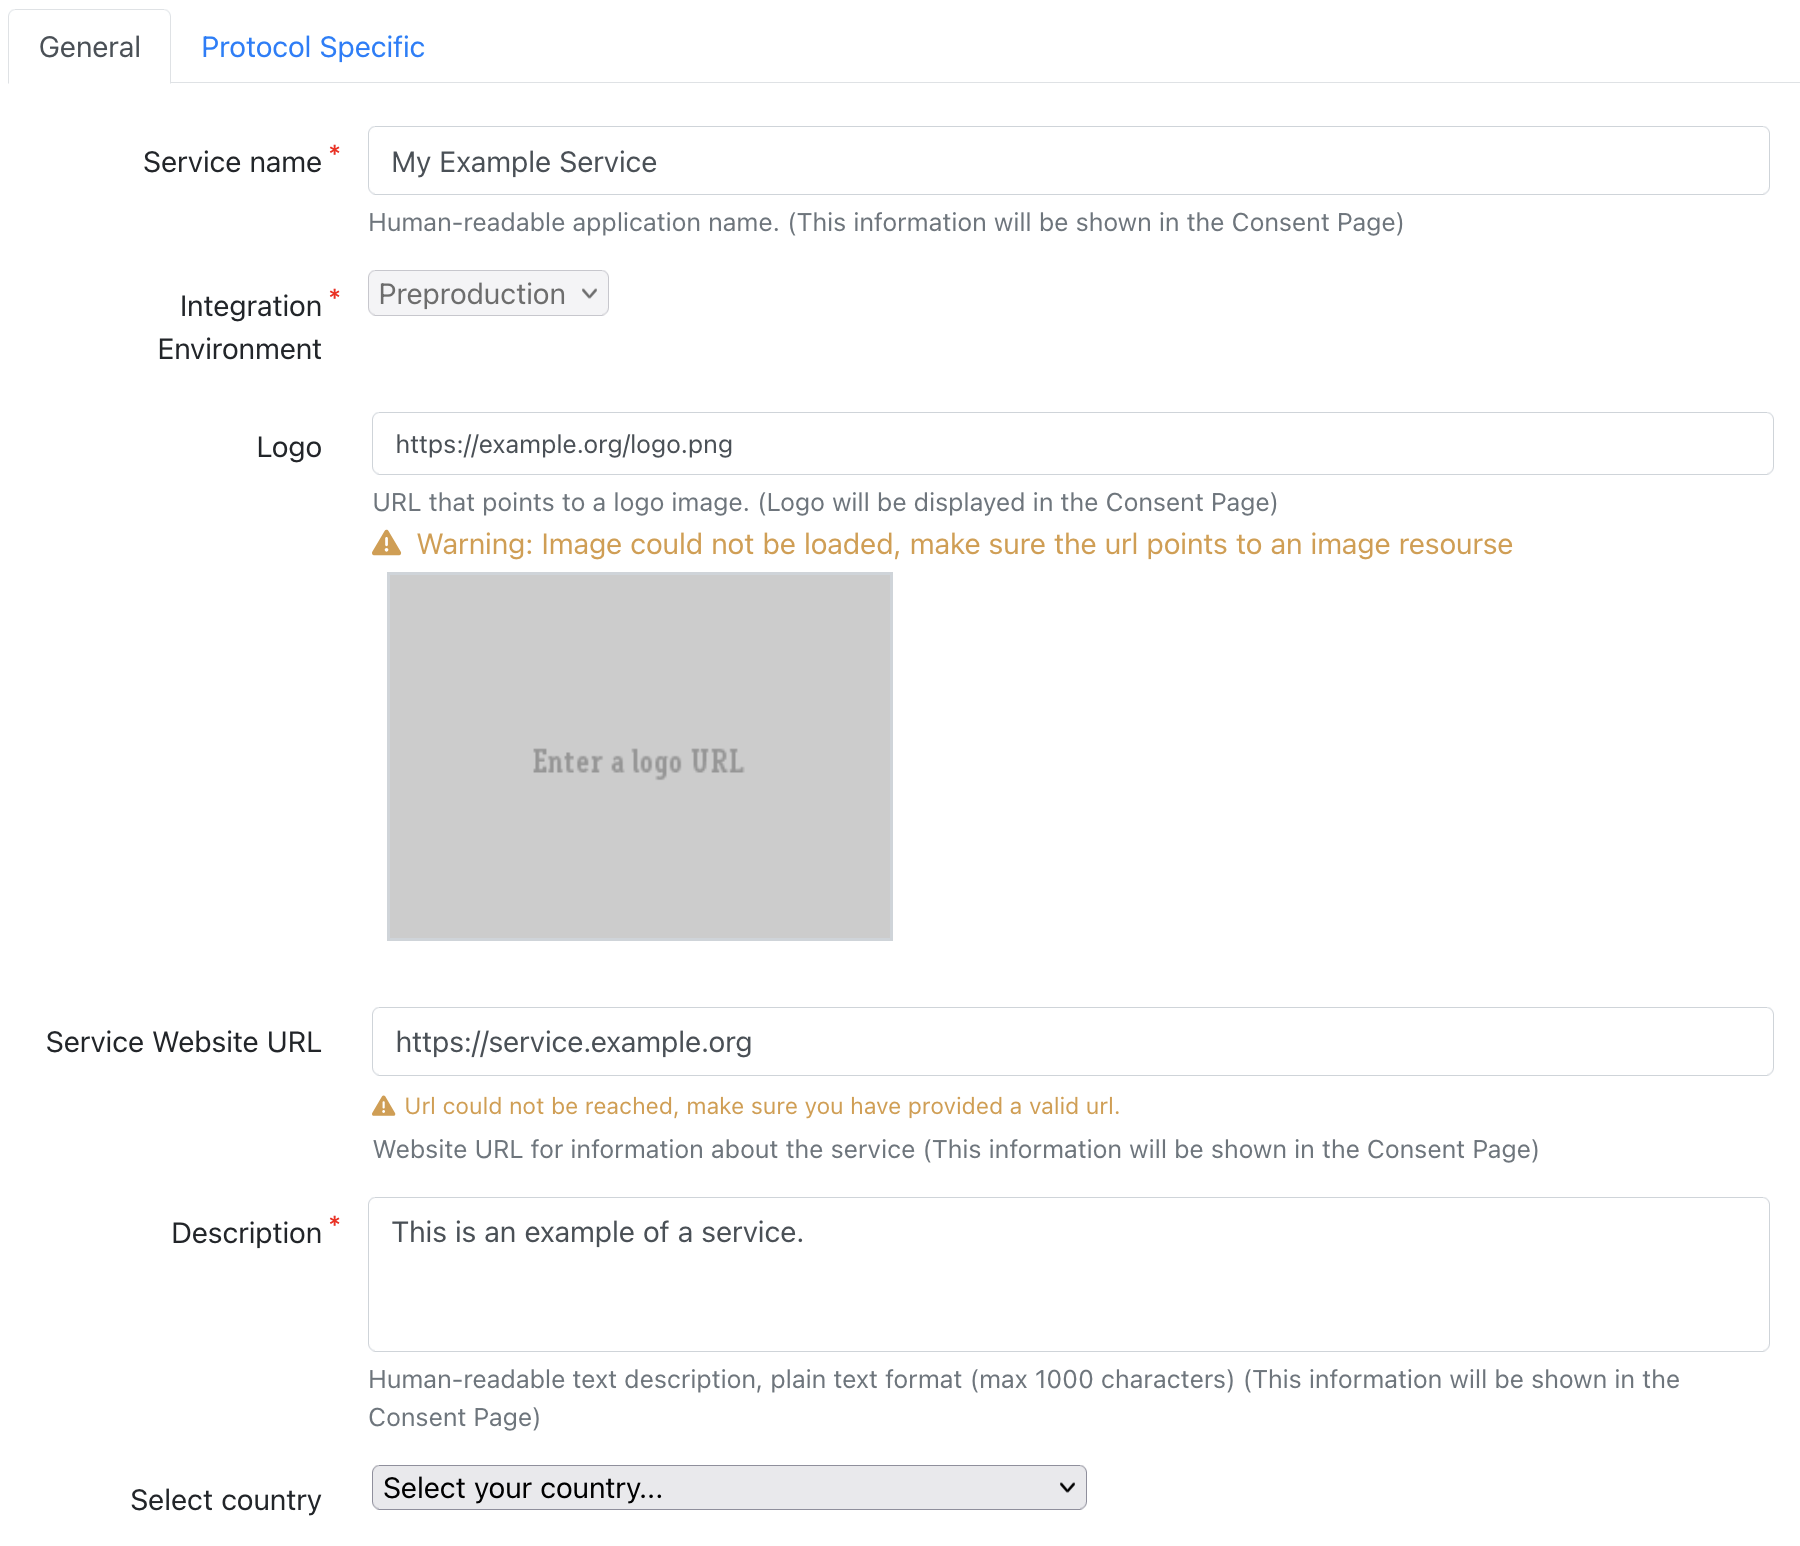 General
Protocol Specific
Service name *
My Example Service
Human-readable application name. (This information will be shown in the Consent Page)
Integration *
Environment
Preproduction
Logo
https://example.org/logo.png
URL that points to a logo image. (Logo will be displayed in the Consent Page)
Warning: Image could not be loaded, make sure the url points to an image resourse
Enter a logo URL
Service Website URL
https://service.example.org
Url could not be reached, make sure you have provided a valid url.
Website URL for information about the service (This information will be shown in the Consent Page)
Description *
This is an example of a service.
Human-readable text description, plain text format (max 1000 characters) (This information will be shown in the
Consent Page)
Select country
Select your country...